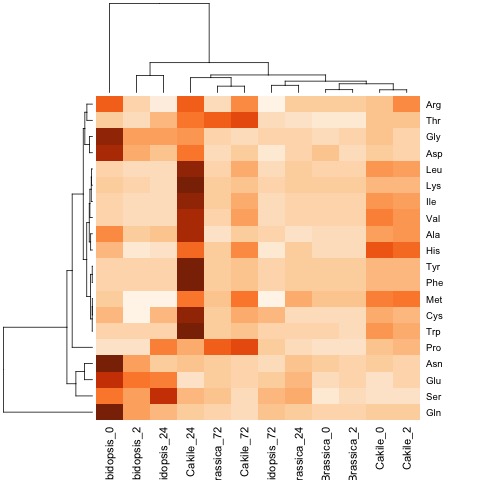 Arg
Thr
Gly
Asp
Leu
Lys
Ile
Val
Ala
His
Tyr
Phe
Met
Cys
Trp
Pro
Asn
Glu
Ser
Gln
bidopsis_0
bidopsis_2
idopsis_24
Cakile_24
rassica_72
Cakile_72
idopsis_72
rassica_24
Brassica_0
Brassica_2
Cakile_0
Cakile_2